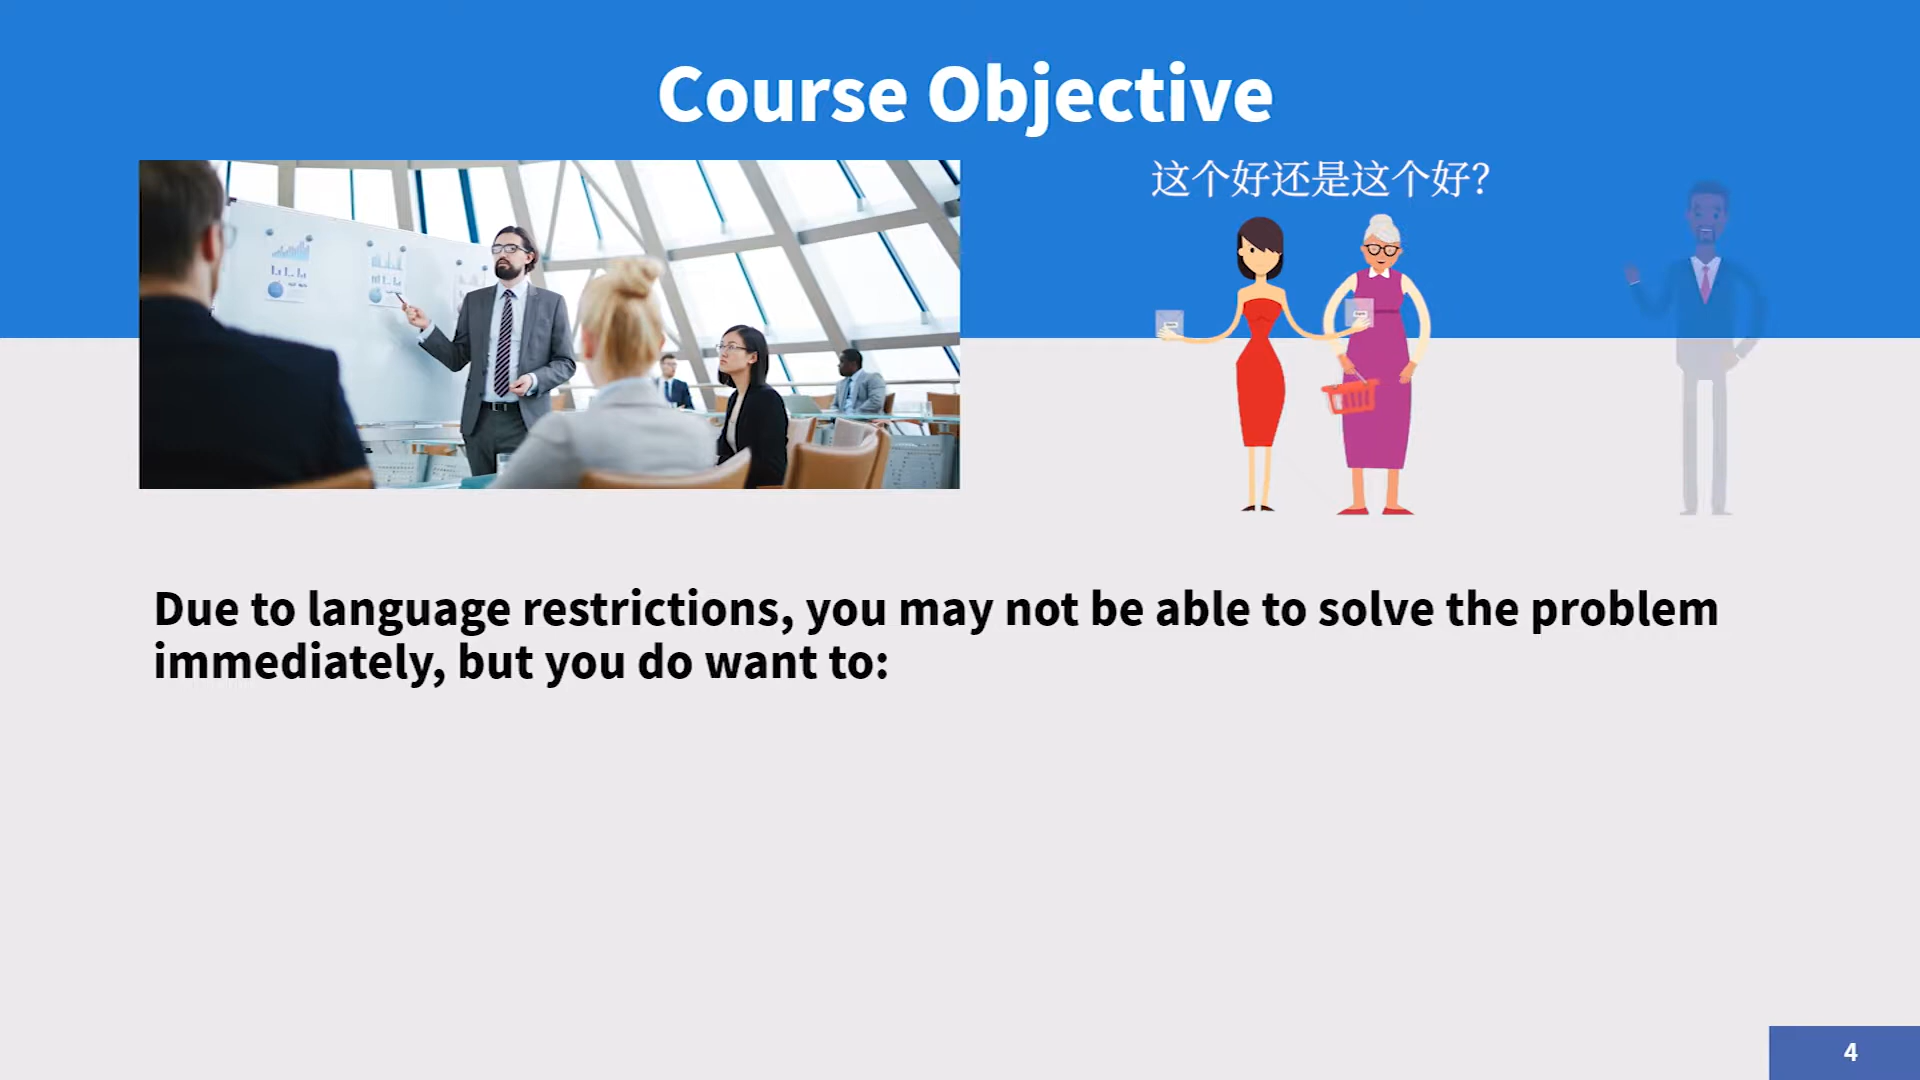 Course Objective
这个好还是这个好?
Due to language restrictions, you may not be able to solve the problem
immediately, but you do want to:
4